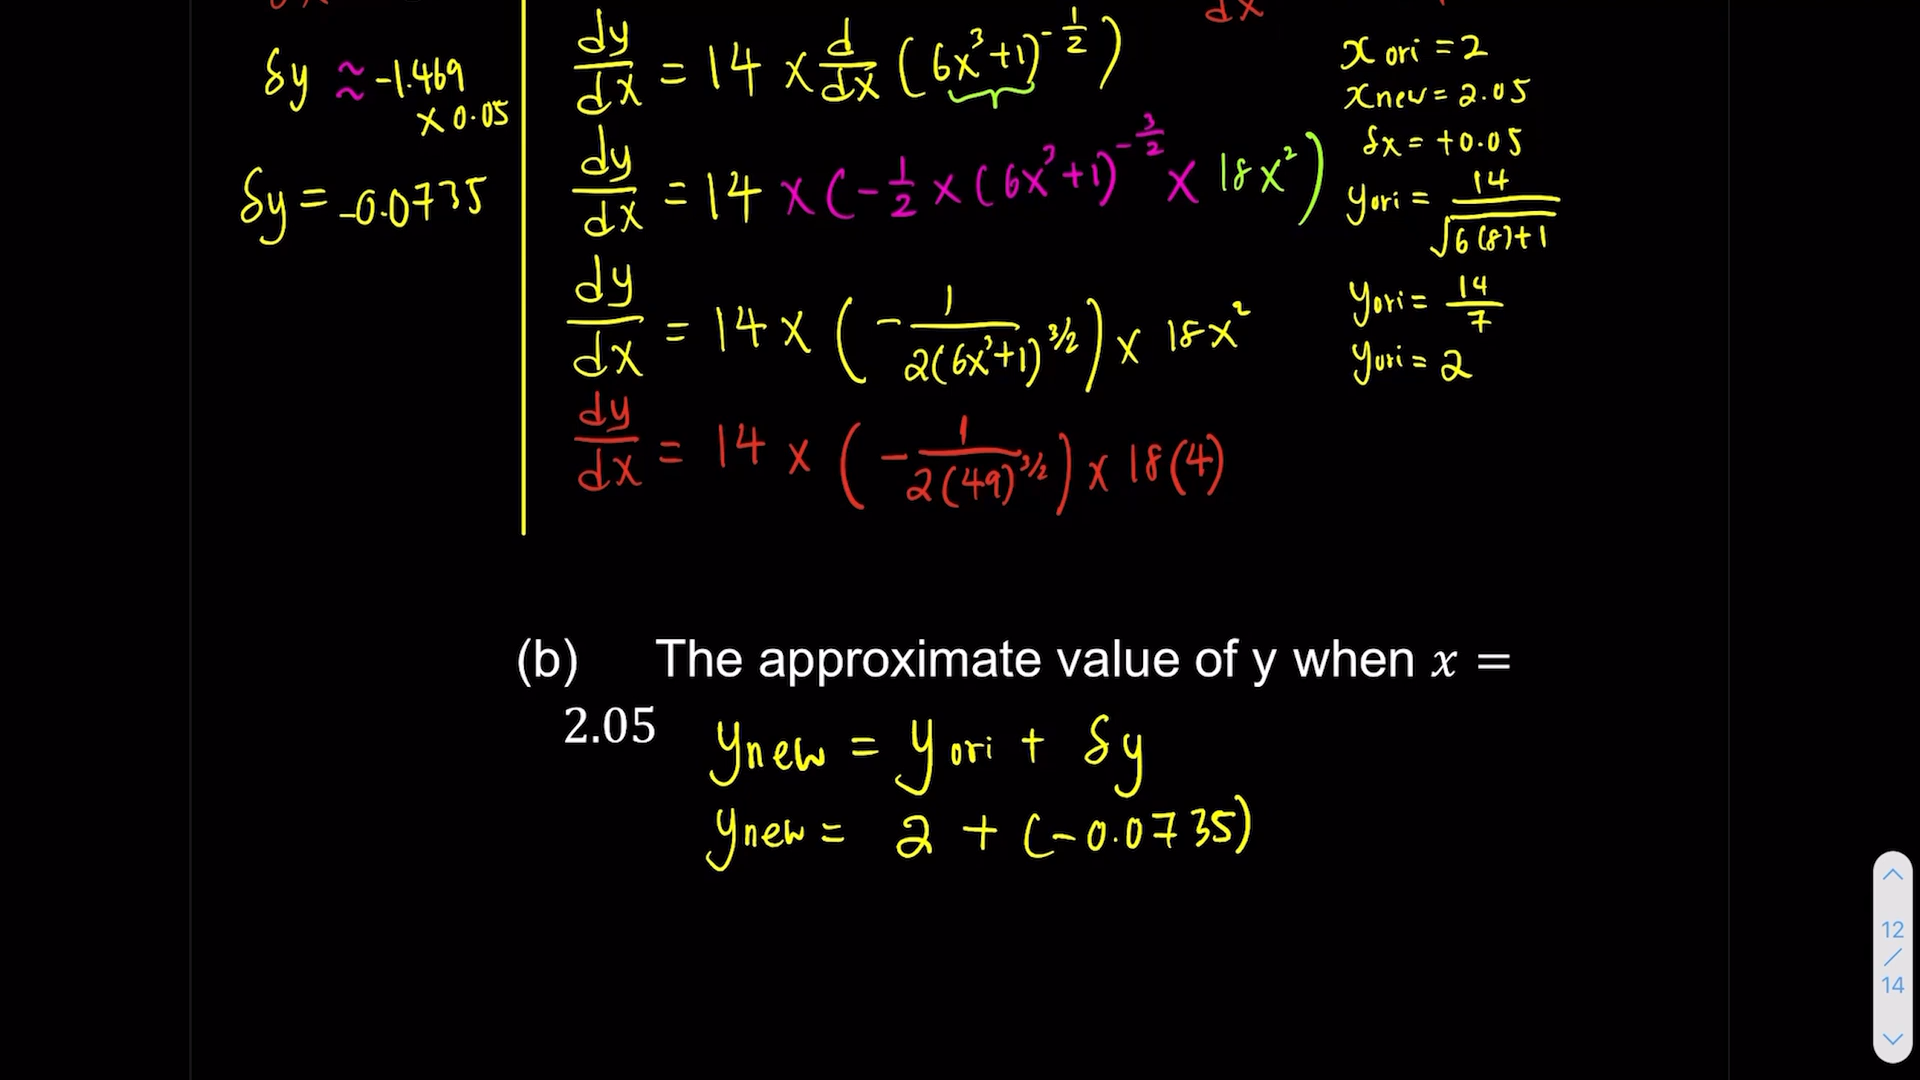 δy ≈ -1.469
x 0.05
δy = -0.0735
dy/dx = 14 x d/dx (6x³+1)^-1/2)
dy/dx = 14 x (-1/2 x (6x³+1)^-3/2 x 18x²)
dy/dx = 14 x (-1/2(6x³+1)^3/2) x 18x²
dy/dx = 14 x (-1/2(49)^3/2) x 18(4)
dx
x ori = 2
x new = 2.05
δx = +0.05
y ori = 14/√6(8)+1
y ori = 14/7
y ori = 2
(b) The approximate value of y when x =
2.05
y new = y ori + δy
y new = 2 + (-0.0735)
12
/
14